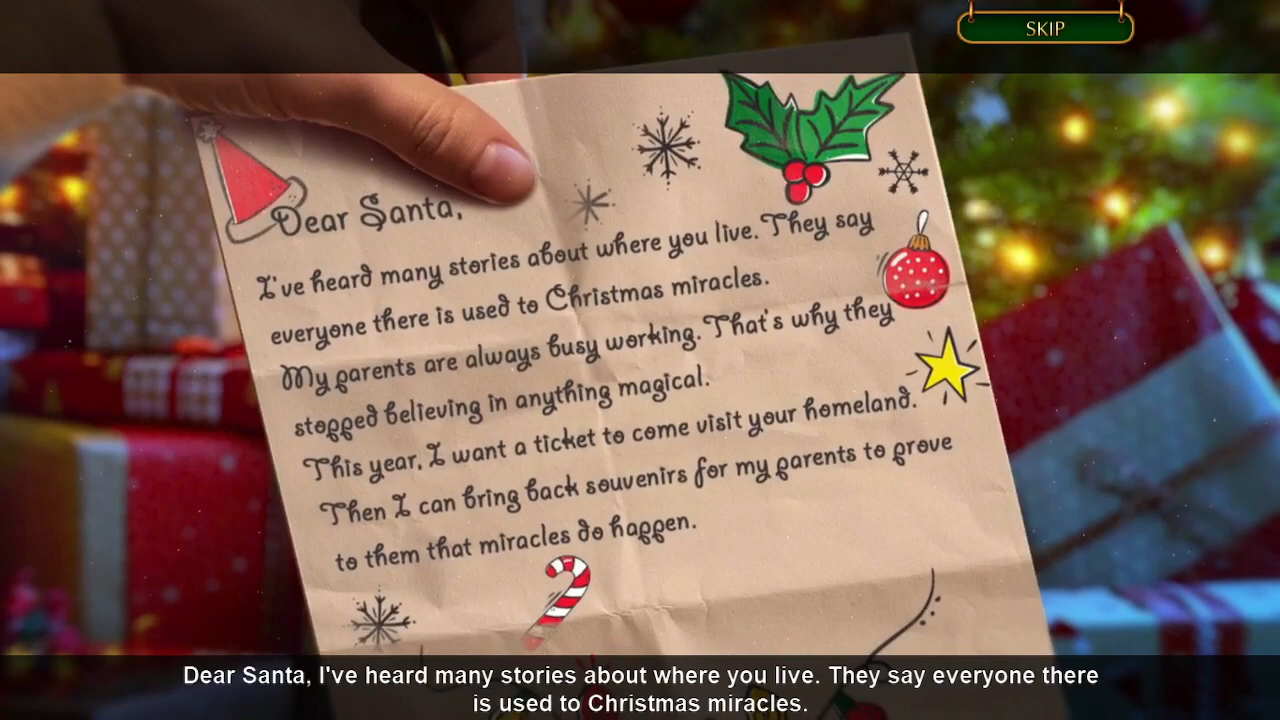 SKIP
Dear Santa,
I've heard many stories about where you live. They say
everyone there is used to Christmas miracles.
My parents are always busy working. That's why they
stopped believing in anything magical.
This year, I want a ticket to come visit your homeland.
Then I can bring back souvenirs for my parents to prove
to them that miracles do happen.
Dear Santa, I've heard many stories about where you live. They say everyone there
is used to Christmas miracles.